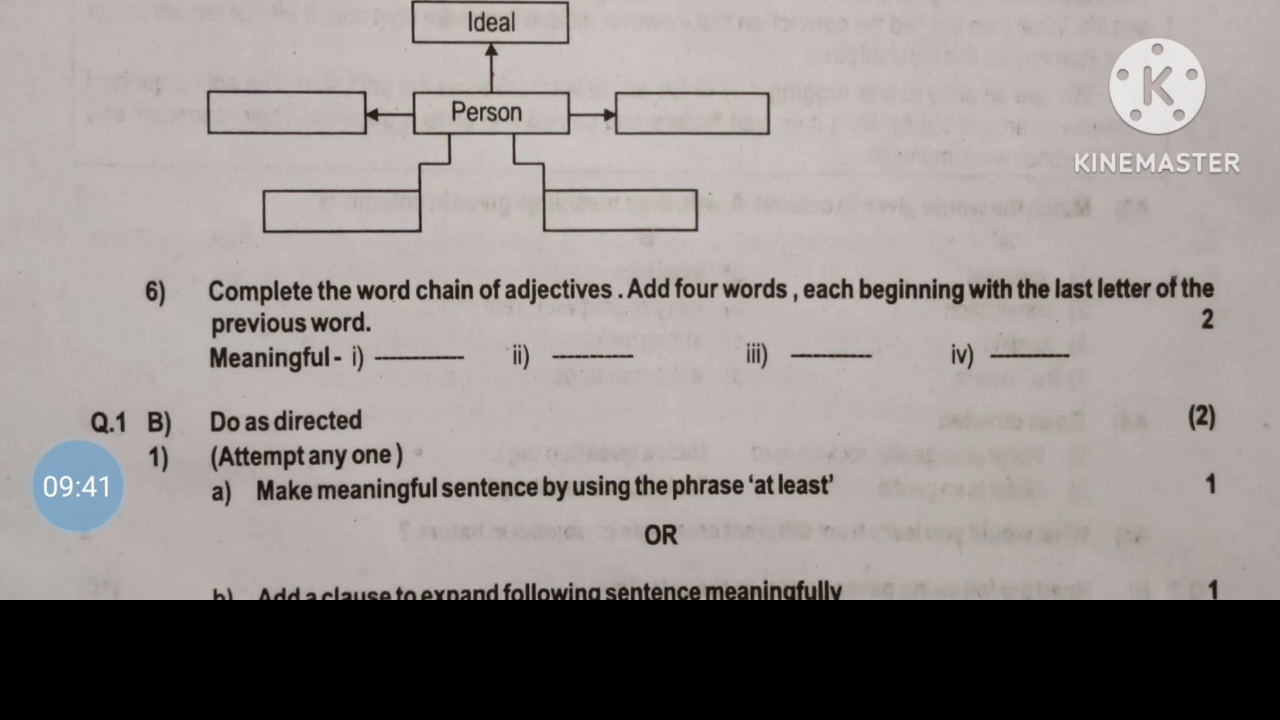 Ideal
Person
K
KINEMASTER
6) Complete the word chain of adjectives . Add four words , each beginning with the last letter of the
previous word. 2
Meaningful - i) ---------- ii) --------- iii) --------- iv) ---------
Q.1 B) Do as directed (2)
1) (Attempt any one )
09:41
a) Make meaningful sentence by using the phrase 'at least' 1
OR
b) Add a clause to expand following sentence meaningfully 1